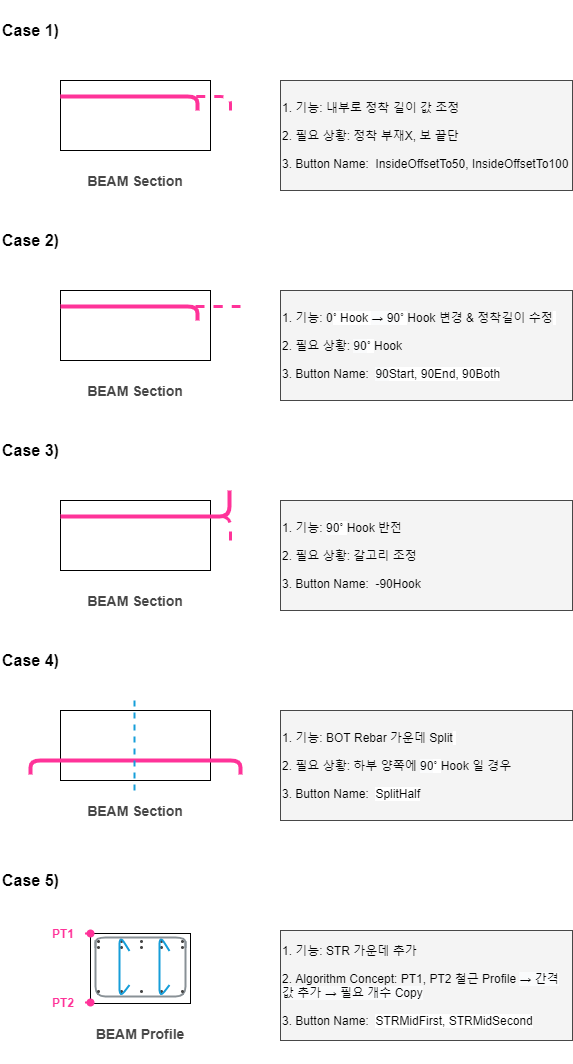 Case 1)
1. 기능: 내부로 정착 길이 값 조정
2. 필요 상황: 정착 부재X, 보 끝단
3. Button Name:  InsideOffsetTo50, InsideOffsetTo100
BEAM Section
Case 2)
1. 기능: 0˚ Hook → 90˚ Hook 변경 & 정착길이 수정
2. 필요 상황: 90˚ Hook
3. Button Name:  90Start, 90End, 90Both
BEAM Section
Case 3)
1. 기능: 90˚ Hook 반전
2. 필요 상황: 갈고리 조정
3. Button Name:  -90Hook
BEAM Section
Case 4)
1. 기능: BOT Rebar 가운데 Split
2. 필요 상황: 하부 양쪽에 90˚ Hook 일 경우
3. Button Name:  SplitHalf
BEAM Section
Case 5)
PT1
PT2
1. 기능: STR 가운데 추가
2. Algorithm Concept: PT1, PT2 철근 Profile → 간격
값 추가 → 필요 개수 Copy
3. Button Name:  STRMidFirst, STRMidSecond
BEAM Profile